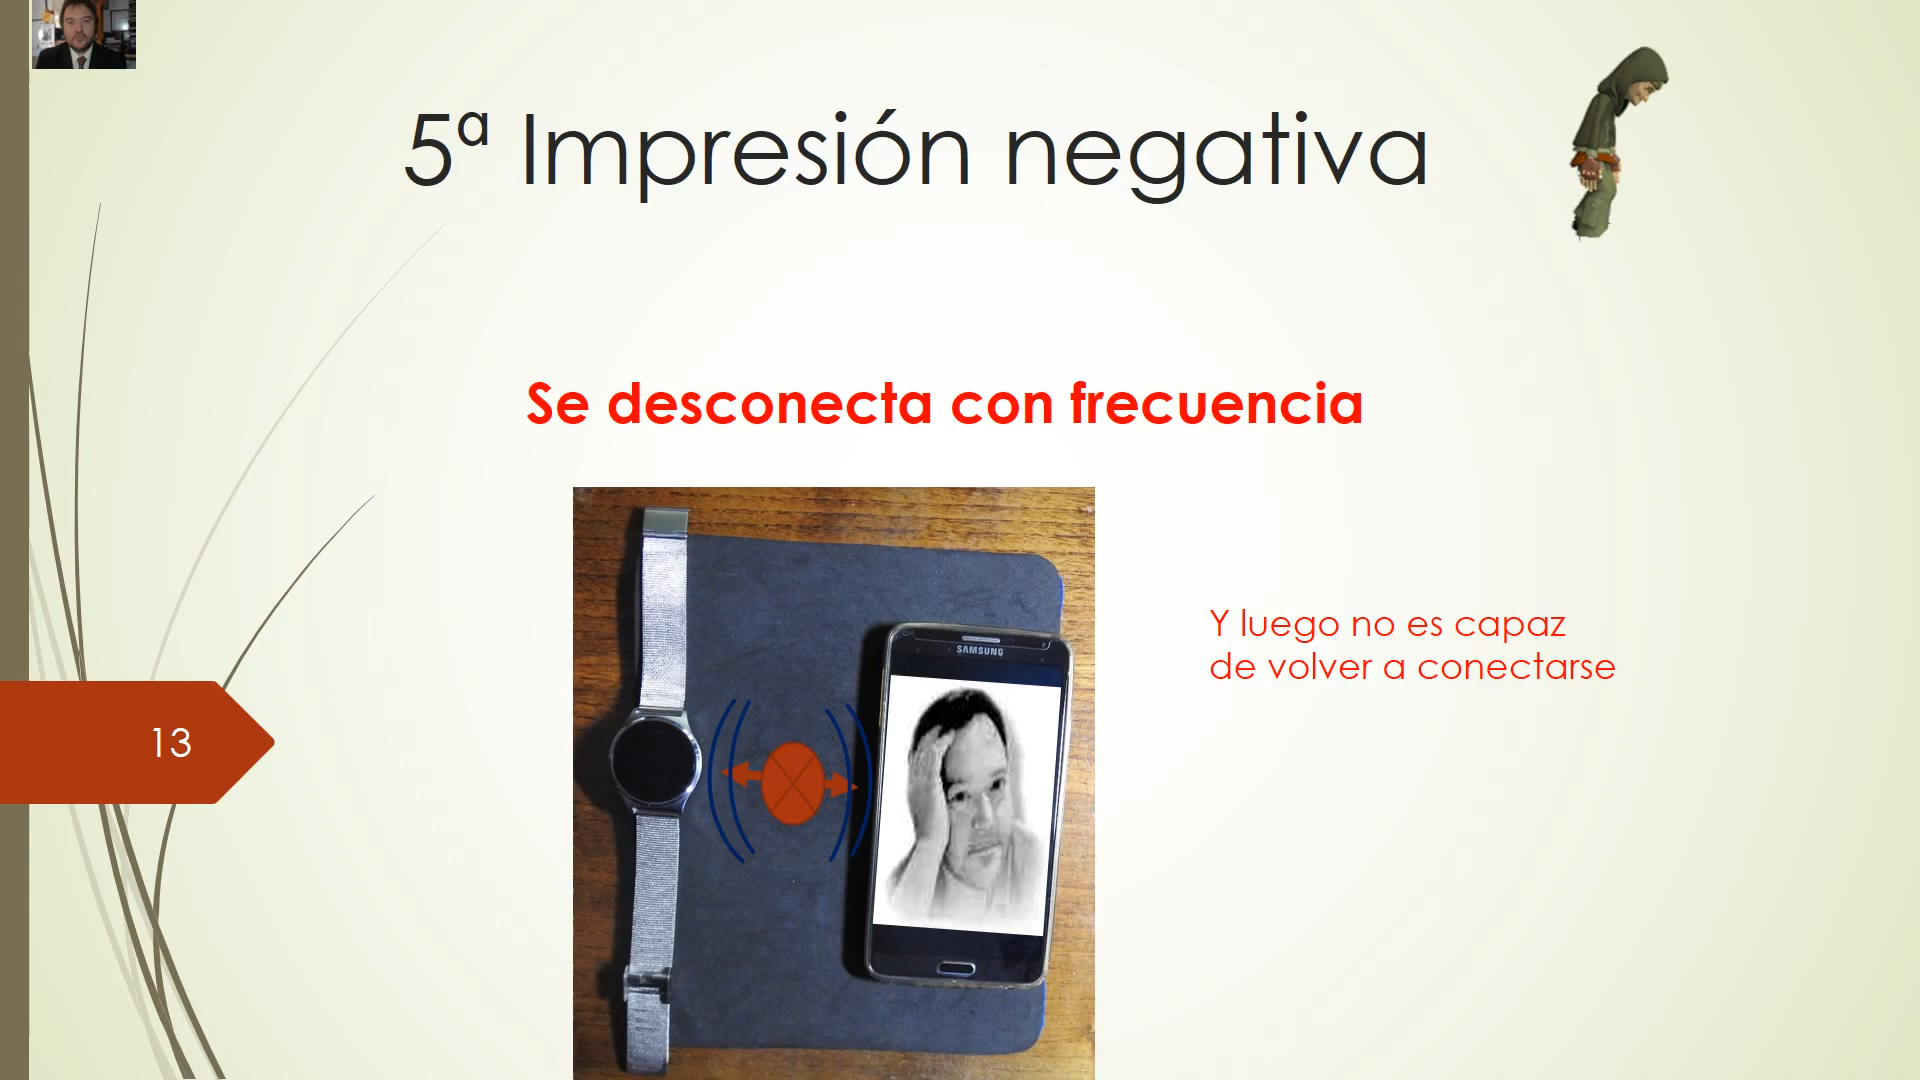 5ª Impresión negativa
Se desconecta con frecuencia
SAMSUNG
Y luego no es capaz
de volver a conectarse
13